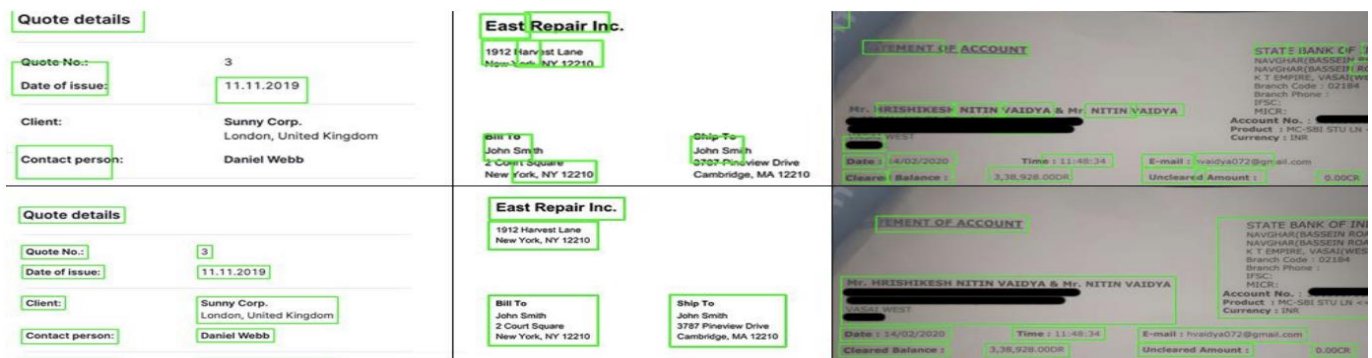 Quote details
Quote No.: 3
Date of issue: 11.11.2019
Client: Sunny Corp.
London, United Kingdom
Contact person: Daniel Webb
East Repair Inc.
1912 Harvest Lane
New York, NY 12210
Bill To Ship To
John Smith John Smith
2 Court Square 3787 Pineview Drive
New York, NY 12210 Cambridge, MA 12210
STATEMENT OF ACCOUNT
STATE BANK OF
NAVGHAR(BASSEIN
NAVGHAR(BASSEIN
K T EMPIRE, VASAI(
Branch Code : 02184
Branch Phone :
IFSC:
MICR:
Mr. HRISHIKESH NITIN VAIDYA & Mr. NITIN VAIDYA
Account No. :
Product : MC-SBI STU LN
VASAI WEST
Currency : INR
Date : 14/02/2020 Time : 11:48:34 E-mail : hvaidya072@gmail.com
Cleared Balance : 3,38,928.00DR Uncleared Amount : 0.00CR
Quote details
Quote No.: 3
Date of issue: 11.11.2019
Client: Sunny Corp.
London, United Kingdom
Contact person: Daniel Webb
East Repair Inc.
1912 Harvest Lane
New York, NY 12210
Bill To Ship To
John Smith John Smith
2 Court Square 3787 Pineview Drive
New York, NY 12210 Cambridge, MA 12210
TEMENT OF ACCOUNT
STATE BANK OF IN
NAVGHAR(BASSEIN ROA
NAVGHAR(BASSEIN ROA
K T EMPIRE, VASAI(WES
Branch Code : 02184
Branch Phone :
IFSC:
MICR:
Mr. HRISHIKESH NITIN VAIDYA & Mr. NITIN VAIDYA
Account No. :
Product : MC-SBI STU LN <
VASAI WEST
Currency : INR
Date : 14/02/2020 Time : 11:48:34 E-mail : hvaidya072@gmail.com
Cleared Balance : 3,38,928.00DR Uncleared Amount : 0.00CR